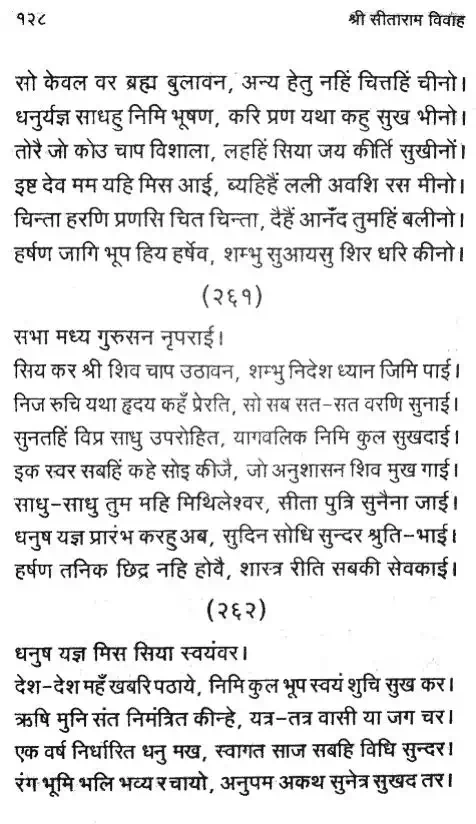 १२८
श्री सीताराम विवाह
सो केवल वर ब्रह्म बुलावन, अन्य हेतु नहिं चित्तहिं चीनो।
धनुर्यज्ञ साधहु निमि भूषण, करि प्रण यथा कहु सुख भीनो।
तोरै जो कोउ चाप विशाला, लहहिं सिया जय कीर्ति सुखीनों।
इष्ट देव मम यहि मिस आई, ब्यहिहैं लली अवशि रस मीनो।
चिन्ता हरणि प्रणसि चित चिन्ता, दैहैं आनँद तुमहिं बलीनो।
हर्षण जागि भूप हिय हर्षेव, शम्भु सुआयसु शिर धरि कीनो।
(२६१)
सभा मध्य गुरुसन नृपराई।
सिय कर श्री शिव चाप उठावन, शम्भु निदेश ध्यान जिमि पाई।
निज रुचि यथा हृदय कहँ प्रेरति, सो सब सत-सत वरणि सुनाई।
सुनतहिं विप्र साधु उपरोहित, यागवलिक निमि कुल सुखदाई।
इक स्वर सबहिं कहे सोइ कीजै, जो अनुशासन शिव मुख गाई।
साधु-साधु तुम महि मिथिलेश्वर, सीता पुत्रि सुनैना जाई।
धनुष यज्ञ प्रारंभ करहु अब, सुदिन सोधि सुन्दर श्रुति-भाई।
हर्षण तनिक छिद्र नहि होवै, शास्त्र रीति सबकी सेवकाई।
(२६२)
धनुष यज्ञ मिस सिया स्वयंवर।
देश-देश महँ खबरि पठाये, निमि कुल भूप स्वयं शुचि सुख कर।
ऋषि मुनि संत निमंत्रित कीन्हे, यत्र-तत्र वासी या जग चर।
एक वर्ष निर्धारित धनु मख, स्वागत साज सबहि विधि सुन्दर।
रंग भूमि भलि भव्य रचायो, अनुपम अकथ सुनेत्र सुखद तर।